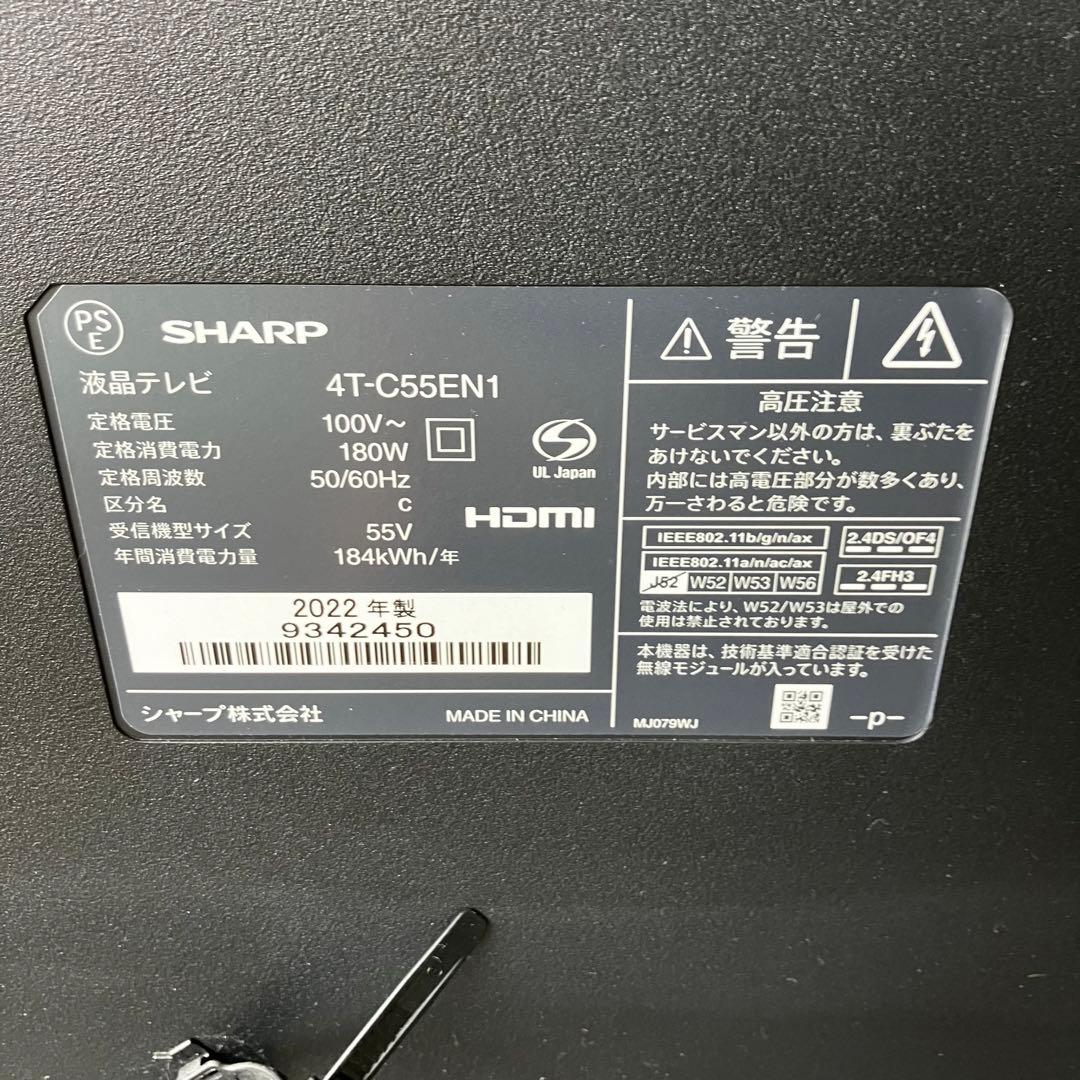 PS
E
SHARP
液晶テレビ 4T-C55EN1
定格電圧 100V～
定格消費電力 180W
定格周波数 50/60Hz
区分名 C
受信機型サイズ 55V
年間消費電力量 184kWh/年
UL Japan
HDMI
2022 年製
9342450
シャープ株式会社 MADE IN CHINA
警告
高圧注意
サービスマン以外の方は、裏ぶたを
あけないでください。
内部には高電圧部分が数多くあり、
万一さわると危険です。
IEEE802.11b/g/n/ax
2.4DS/OF4
IEEE802.11a/n/ac/ax
J52 W52 W53 W56
2.4FH3
電波法により、W52/W53は屋外での
使用は禁止されております。
本機器は、技術基準適合認証を受けた
無線モジュールが入っています。
MJ079WJ
-p-